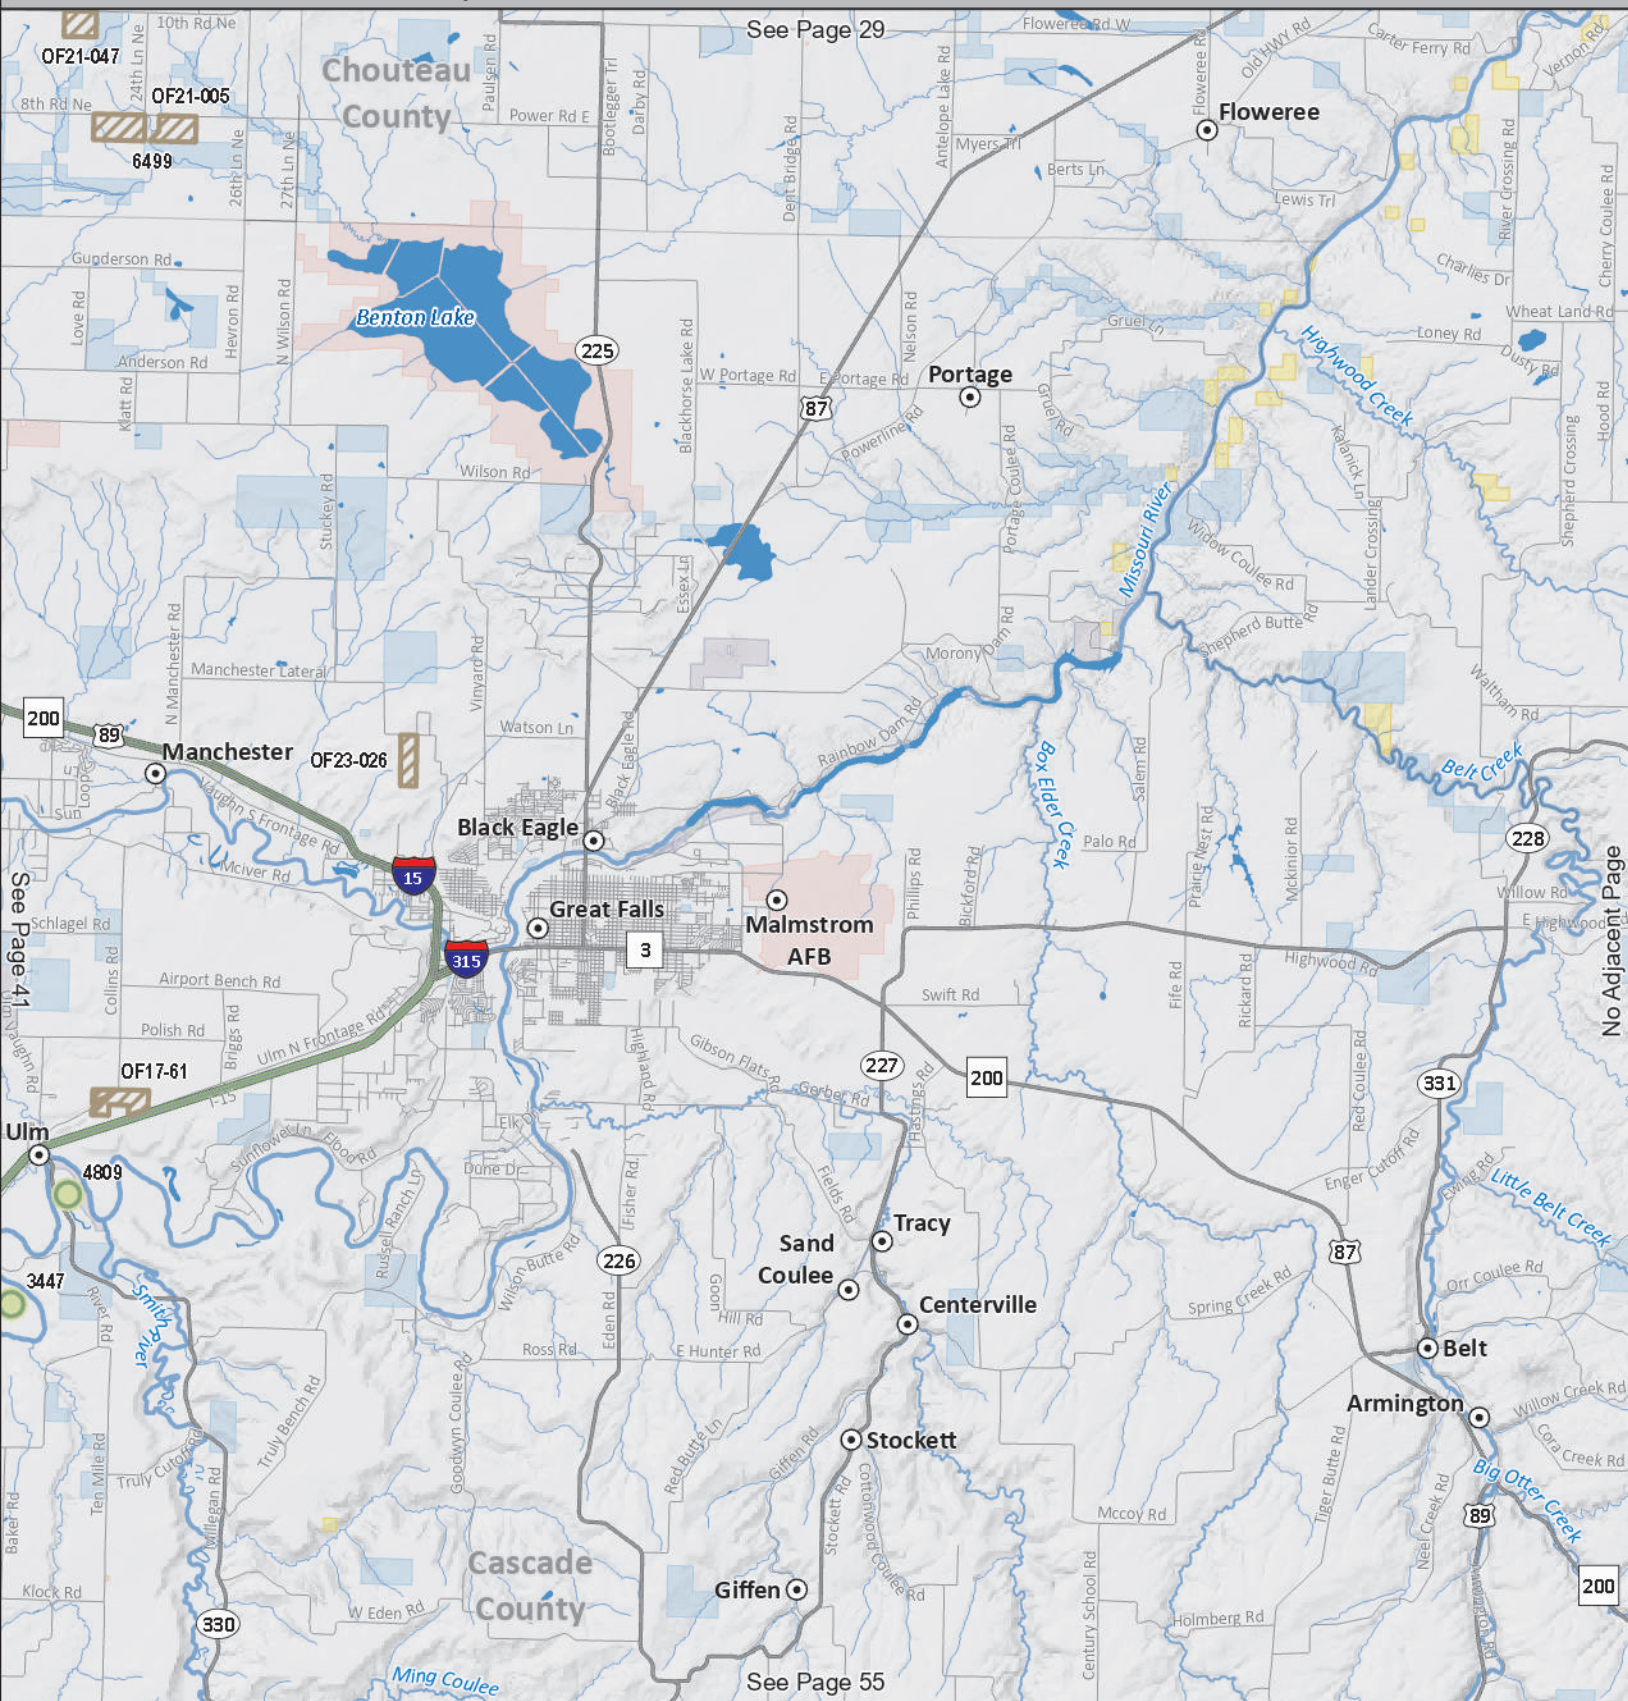 See Page 29
10th Rd Ne
Floweree Rd W
Carter Ferry Rd
Vernon Rd
Old HWY Rd
Floweree Rd
OF21-047
24th Ln Ne
Chouteau
County
Paulsen Rd
Bootlegger Trl
Darby Rd
Antelope Lake Rd
8th Rd Ne
OF21-005
6499
Power Rd E
Floweree
Myers Trl
Berts Ln
26th Ln Ne
27th Ln Ne
Dent Bridge Rd
Lewis Trl
River Crossing Rd
Cherry Coulee Rd
Gunderson Rd
Charlies Dr
Love Rd
Hevron Rd
N Wilson Rd
Benton Lake
225
Nelson Rd
Gruel Ln
Wheat Land Rd
Loney Rd
Dusty Rd
Highwood Creek
Anderson Rd
Klatt Rd
Blackhorse Lake Rd
W Portage Rd
E Portage Rd
Portage
87
Powerline Rd
Gruel Rd
Hood Rd
Shepherd Crossing
Kalanick Ln
Wilson Rd
Stuckey Rd
Portage Coulee Rd
Missouri River
Lander Crossing
Widow Coulee Rd
Essex Ln
N Manchester Rd
Manchester Lateral
Vinyard Rd
Morony Dam Rd
Shepherd Butte Rd
Waltham Rd
200
89
Manchester
OF23-026
Watson Ln
Black Eagle Rd
Rainbow Dam Rd
Box Elder Creek
Salem Rd
Belt Creek
Sun
Loop
Vaughn S Frontage Rd
Black Eagle
Palo Rd
Prairie Nest Rd
Mckinior Rd
228
Mciver Rd
15
See Page 41
Phillips Rd
Bickford Rd
Willow Rd
E Highwood Rd
No Adjacent Page
Schlagel Rd
Great Falls
Malmstrom
AFB
3
315
Collins Rd
Airport Bench Rd
Highwood Rd
Swift Rd
Fife Rd
Rickard Rd
Polish Rd
Briggs Rd
Ulm N Frontage Rd
Highland Rd
Gibson Flats Rd
Gerber Rd
227
Hastings Rd
200
Red Coulee Rd
331
Ulm Vaughn Rd
OF17-61
I-15
Ulm
Sunflower Ln
Flood Rd
Elk Dr
Dune Dr
Enger Cutoff Rd
Ewing Rd
Little Belt Creek
4809
Russell Ranch Ln
Fisher Rd
Fields Rd
Tracy
Sand
Coulee
226
87
3447
River Rd
Smith River
Wilson Butte Rd
Eden Rd
Goon
Hill Rd
Centerville
Spring Creek Rd
Orr Coulee Rd
Ross Rd
E Hunter Rd
Belt
Armington
Willow Creek Rd
Cora Creek Rd
Truly Bench Rd
Goodwyn Coulee Rd
Red Butte Ln
Giffen Rd
Stockett
Ten Mile Rd
Truly Cutoff Rd
Millegan Rd
Baker Rd
Stockett Rd
Cottonwood Coulee Rd
Mccoy Rd
Tiger Butte Rd
Neel Creek Rd
Big Otter Creek
89
Cascade
County
Klock Rd
W Eden Rd
Giffen
Century School Rd
Holmberg Rd
200
Armington Rd
330
Ming Coulee
See Page 55